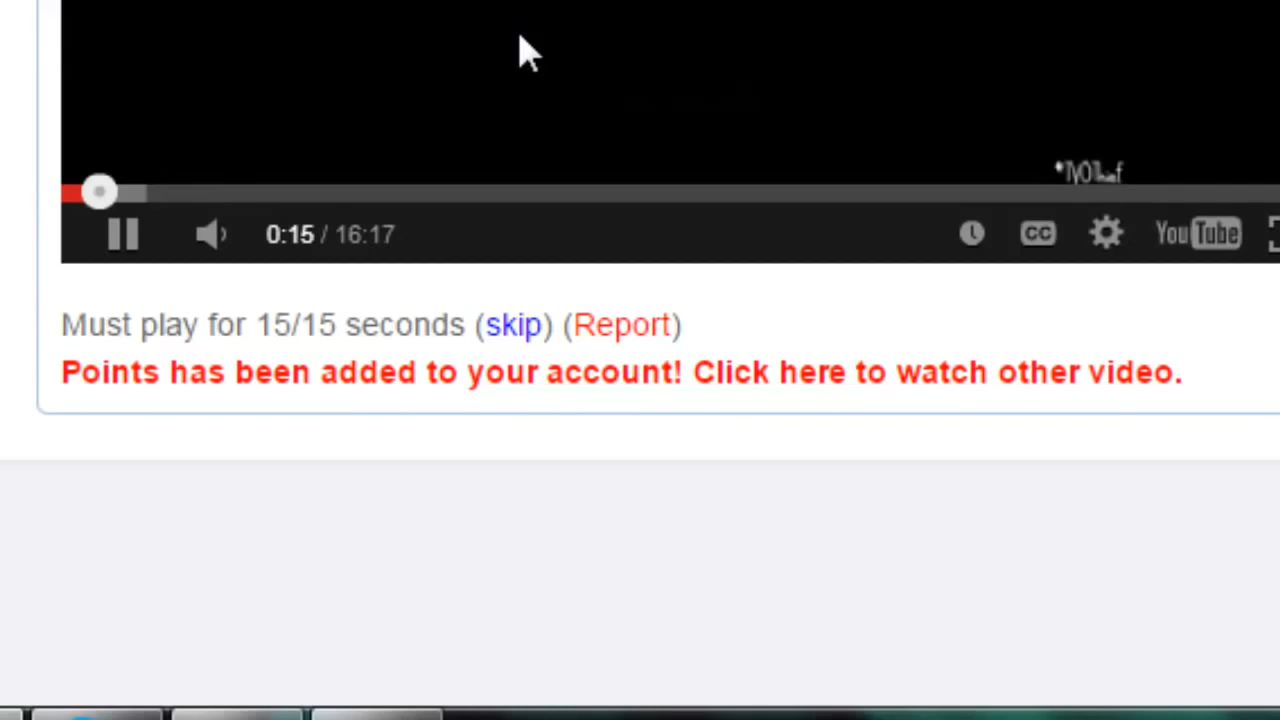 0:15 / 16:17
CC
YouTube
Must play for 15/15 seconds (skip) (Report)
Points has been added to your account! Click here to watch other video.